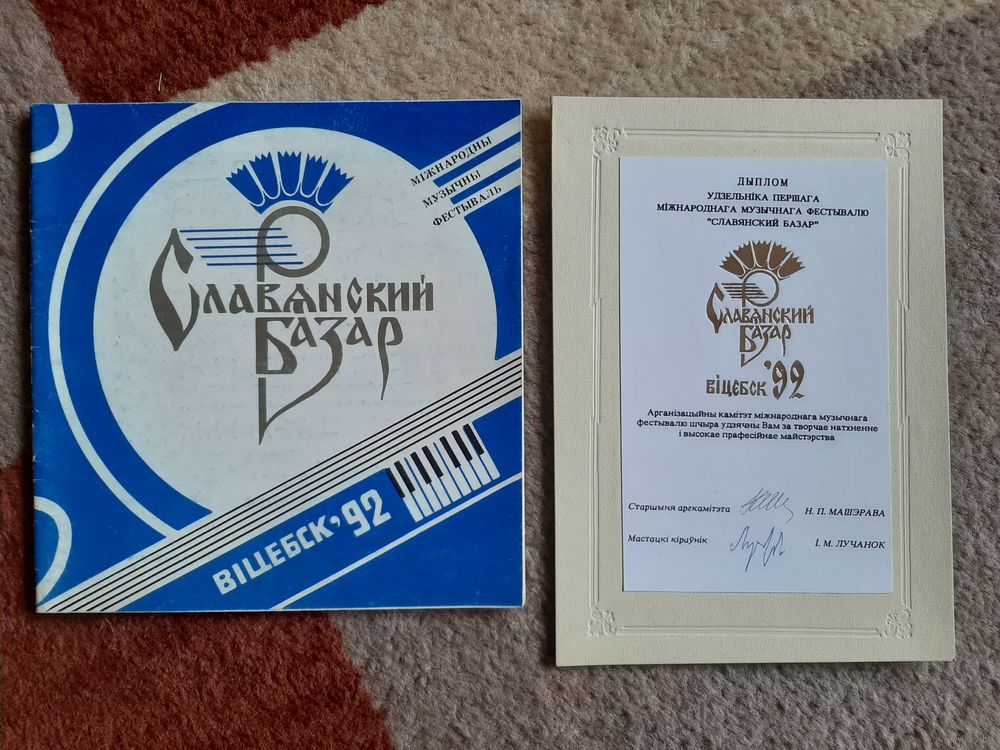 МІЖНАРОДНЫ
МУЗЫЧНЫ
ФЕСТЫВАЛЬ
Славянский
Базар
ВІЦЕБСК, 92
ДЫПЛОМ
УДЗЕЛЬНІКА ПЕРШАГА
МІЖНАРОДНАГА МУЗЫЧНАГА ФЕСТЫВАЛЮ
"СЛАВЯНСКИЙ БАЗАР"
Славянский
Базар
віцебск '92
Арганізацыйны камітэт міжнароднага музычнага
фестывалю шчыра удзячны Вам за творчае натхненне
і высокае прафесійнае майстэрства
Старшыня аргкамітэта Н. П. МАШЭРАВА
Мастацкі кіраўнік І. М. ЛУЧАНОК